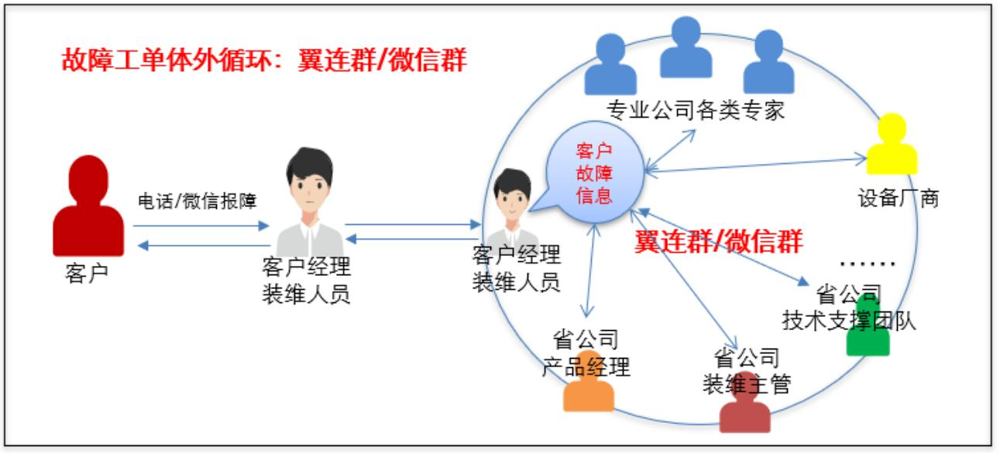 故障工单体外循环：翼连群/微信群
专业公司各类专家
客户
故障
信息
电话/微信报障
设备厂商
翼连群/微信群
客户
客户经理
装维人员
客户经理
装维人员
……
省公司
技术支撑团队
省公司
产品经理
省公司
装维主管